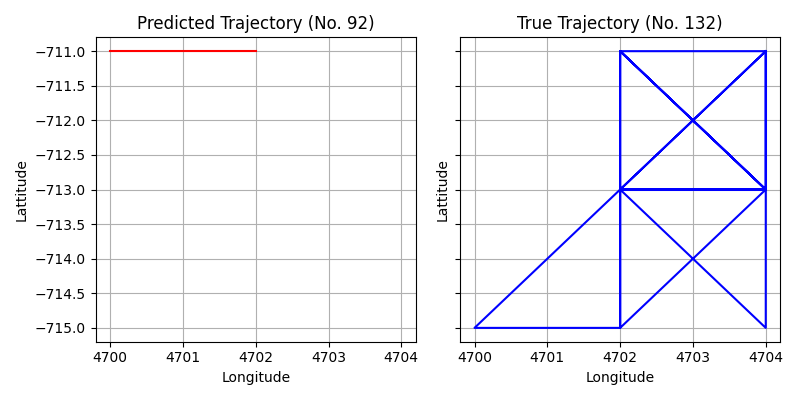 Predicted Trajectory (No. 92)
True Trajectory (No. 132)
−711.0
−711.5
−712.0
−712.5
−713.0
−713.5
−714.0
−714.5
−715.0
Lattitude
Lattitude
4700 4701 4702 4703 4704
4700 4701 4702 4703 4704
Longitude
Longitude